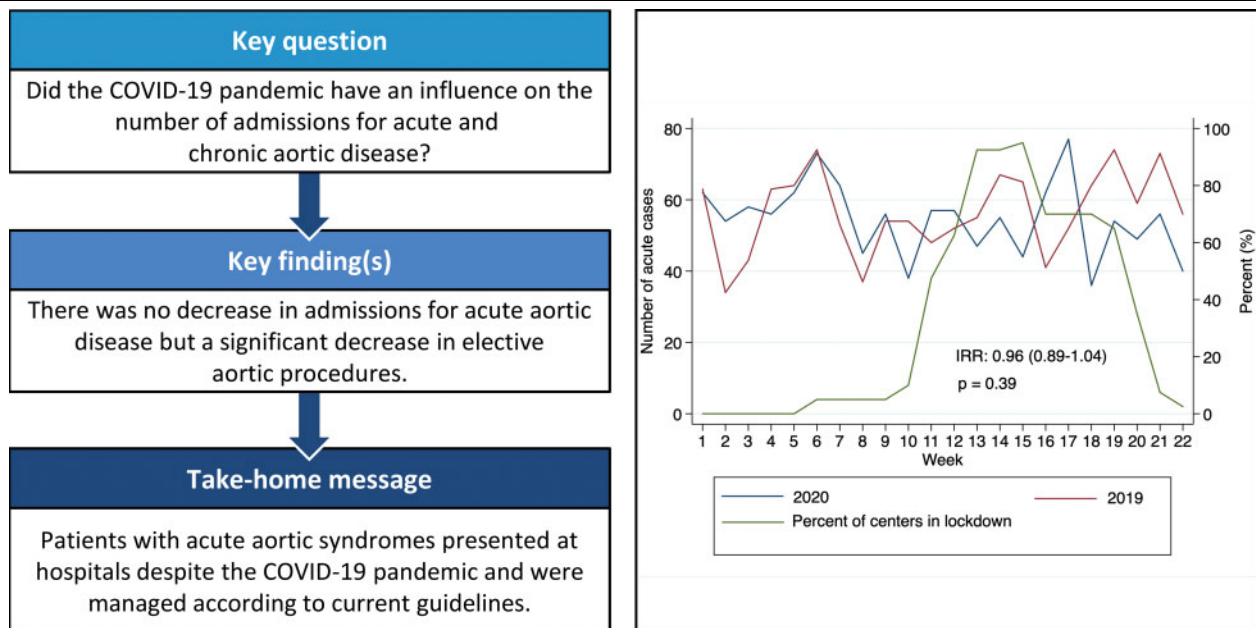 Key question
Did the COVID-19 pandemic have an influence on the
number of admissions for acute and
chronic aortic disease?
Key finding(s)
There was no decrease in admissions for acute aortic
disease but a significant decrease in elective
aortic procedures.
Take-home message
Patients with acute aortic syndromes presented at
hospitals despite the COVID-19 pandemic and were
managed according to current guidelines.
Number of acute cases
80
60
40
20
0
100
80
60
40
20
0
Percent (%)
IRR: 0.96 (0.89-1.04)
p = 0.39
1 2 3 4 5 6 7 8 9 10 11 12 13 14 15 16 17 18 19 20 21 22
Week
2020 2019
Percent of centers in lockdown